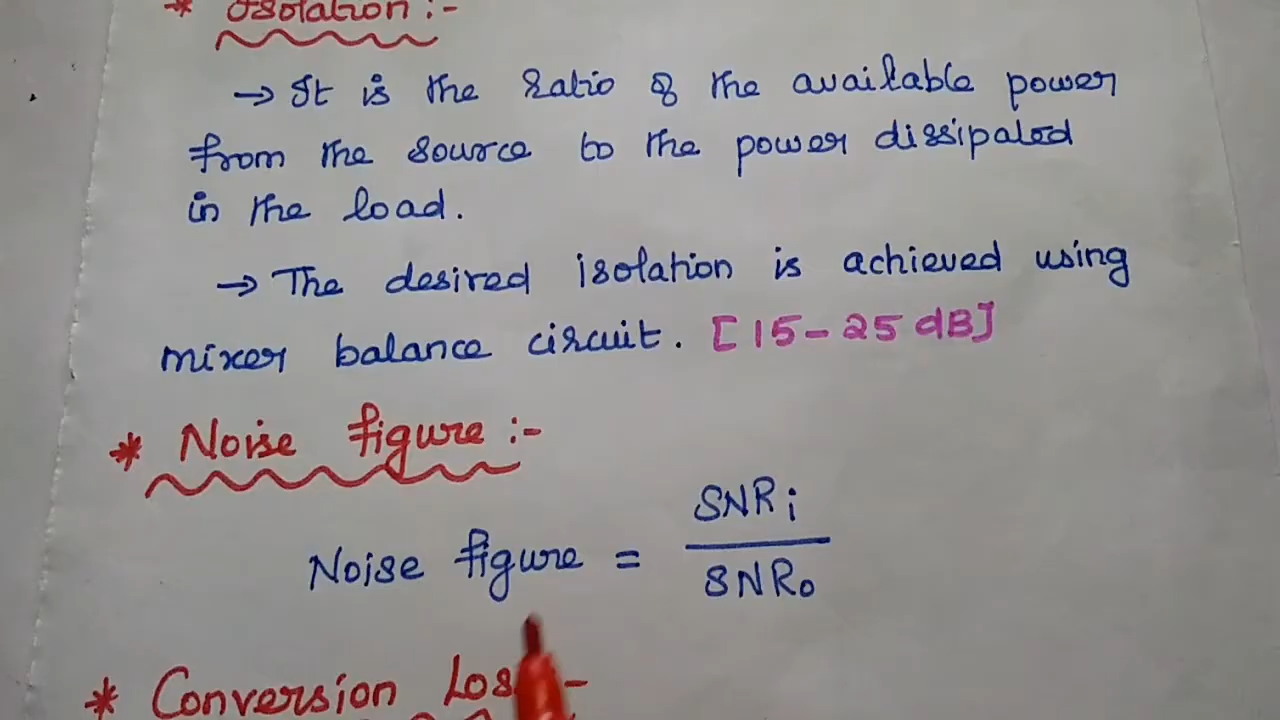 * Isolation :-
→ It is the ratio of the available power
from the source to the power dissipated
in the load.
→ The desired isolation is achieved using
mixer balance circuit. [15-25 dB]
* Noise figure :-
Noise figure = SNRi / SNRo
* Conversion Loss :-